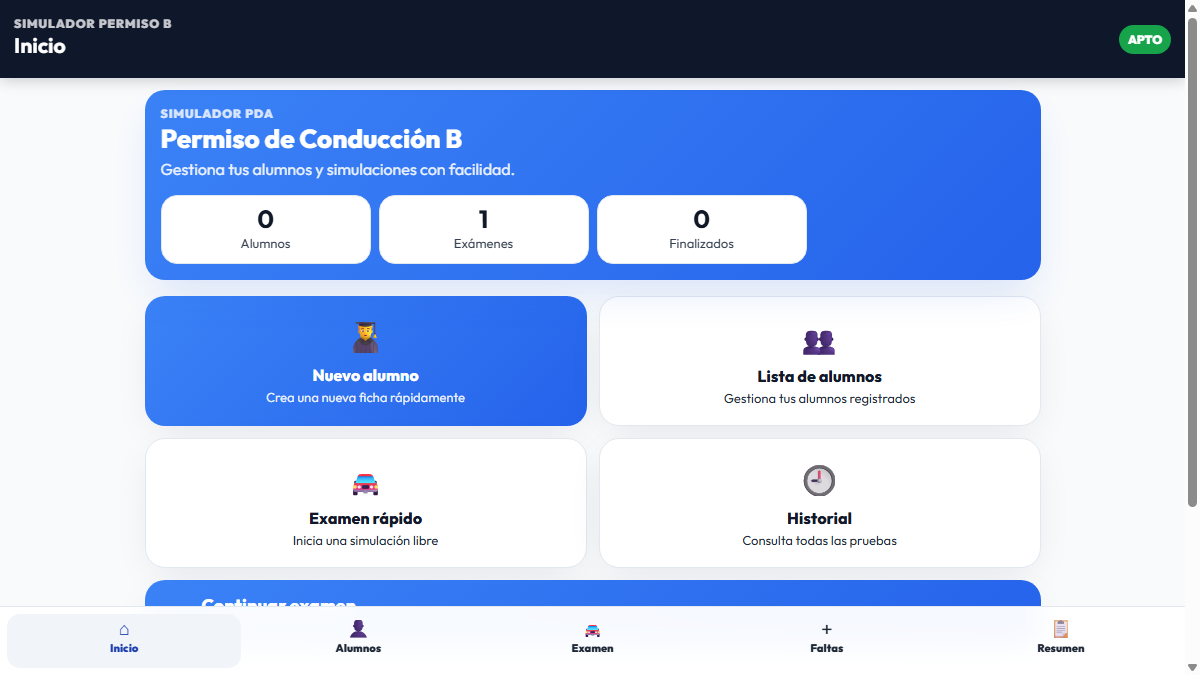 SIMULADOR PERMISO B
Inicio
APTO
SIMULADOR PDA
Permiso de Conducción B
Gestiona tus alumnos y simulaciones con facilidad.
0
Alumnos
1
Exámenes
0
Finalizados
Nuevo alumno
Crea una nueva ficha rápidamente
Lista de alumnos
Gestiona tus alumnos registrados
Examen rápido
Inicia una simulación libre
Historial
Consulta todas las pruebas
Continuar examen
Inicio
Alumnos
Examen
Faltas
Resumen